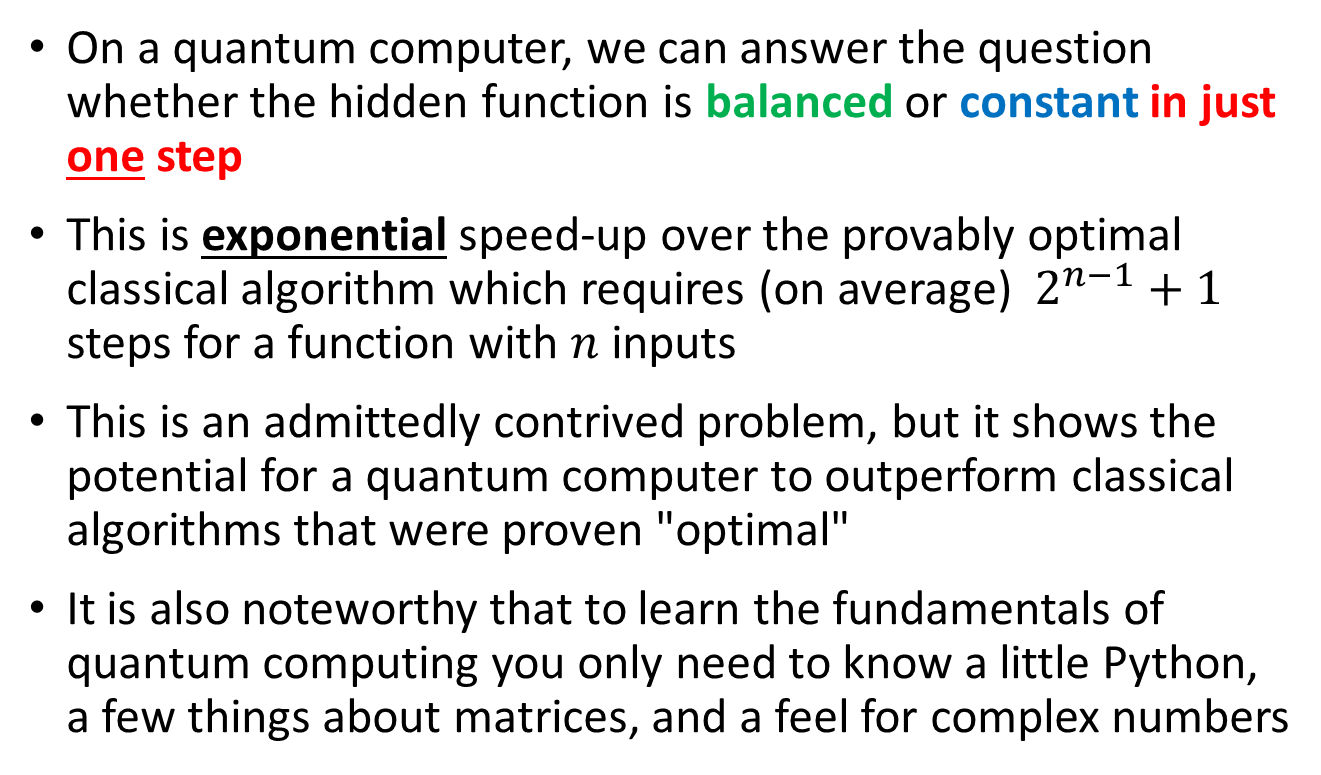 • On a quantum computer, we can answer the question
whether the hidden function is balanced or constant in just
one step
• This is exponential speed-up over the provably optimal
classical algorithm which requires (on average) 2ⁿ⁻¹ + 1
steps for a function with 𝑛 inputs
• This is an admittedly contrived problem, but it shows the
potential for a quantum computer to outperform classical
algorithms that were proven "optimal"
• It is also noteworthy that to learn the fundamentals of
quantum computing you only need to know a little Python,
a few things about matrices, and a feel for complex numbers